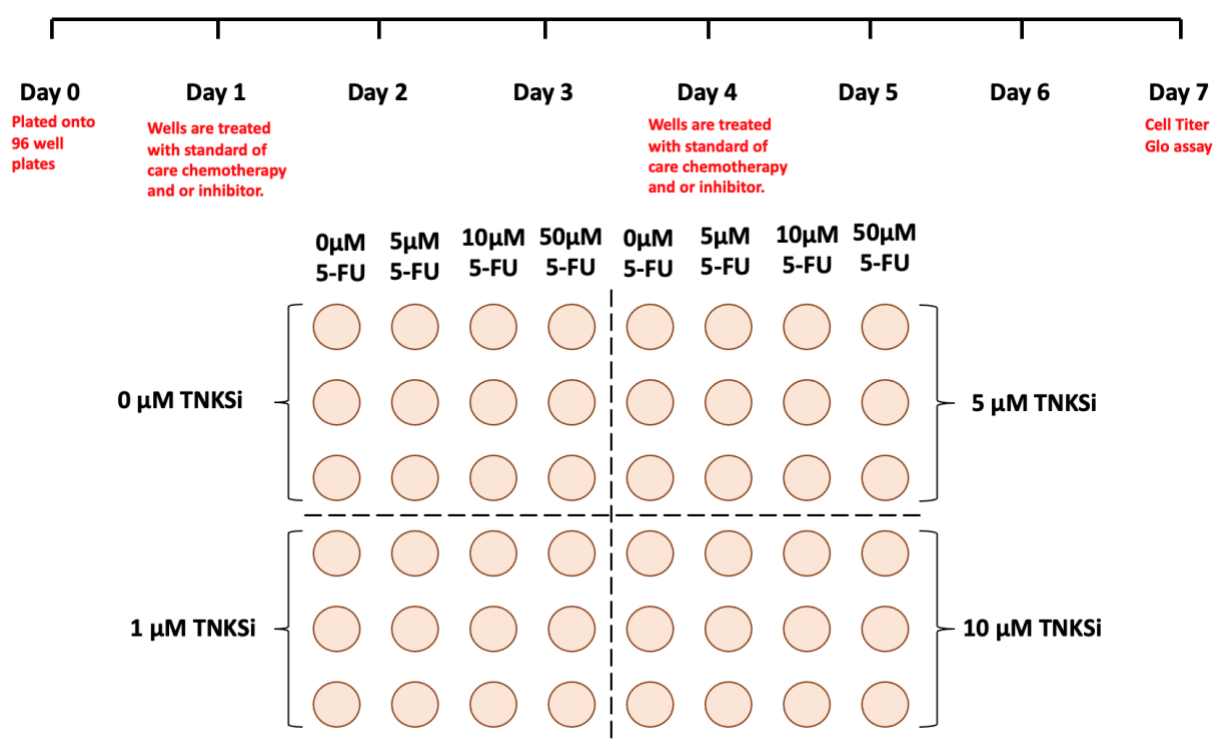 Day 0
Day 1
Day 2
Day 3
Day 4
Day 5
Day 6
Day 7
Plated onto
96 well
plates
Wells are treated
with standard of
care chemotherapy
and or inhibitor.
Wells are treated
with standard of
care chemotherapy
and or inhibitor.
Cell Titer
Glo assay
0µM
5-FU
5µM
5-FU
10µM
5-FU
50µM
5-FU
0µM
5-FU
5µM
5-FU
10µM
5-FU
50µM
5-FU
0 µM TNKSi
5 µM TNKSi
1 µM TNKSi
10 µM TNKSi